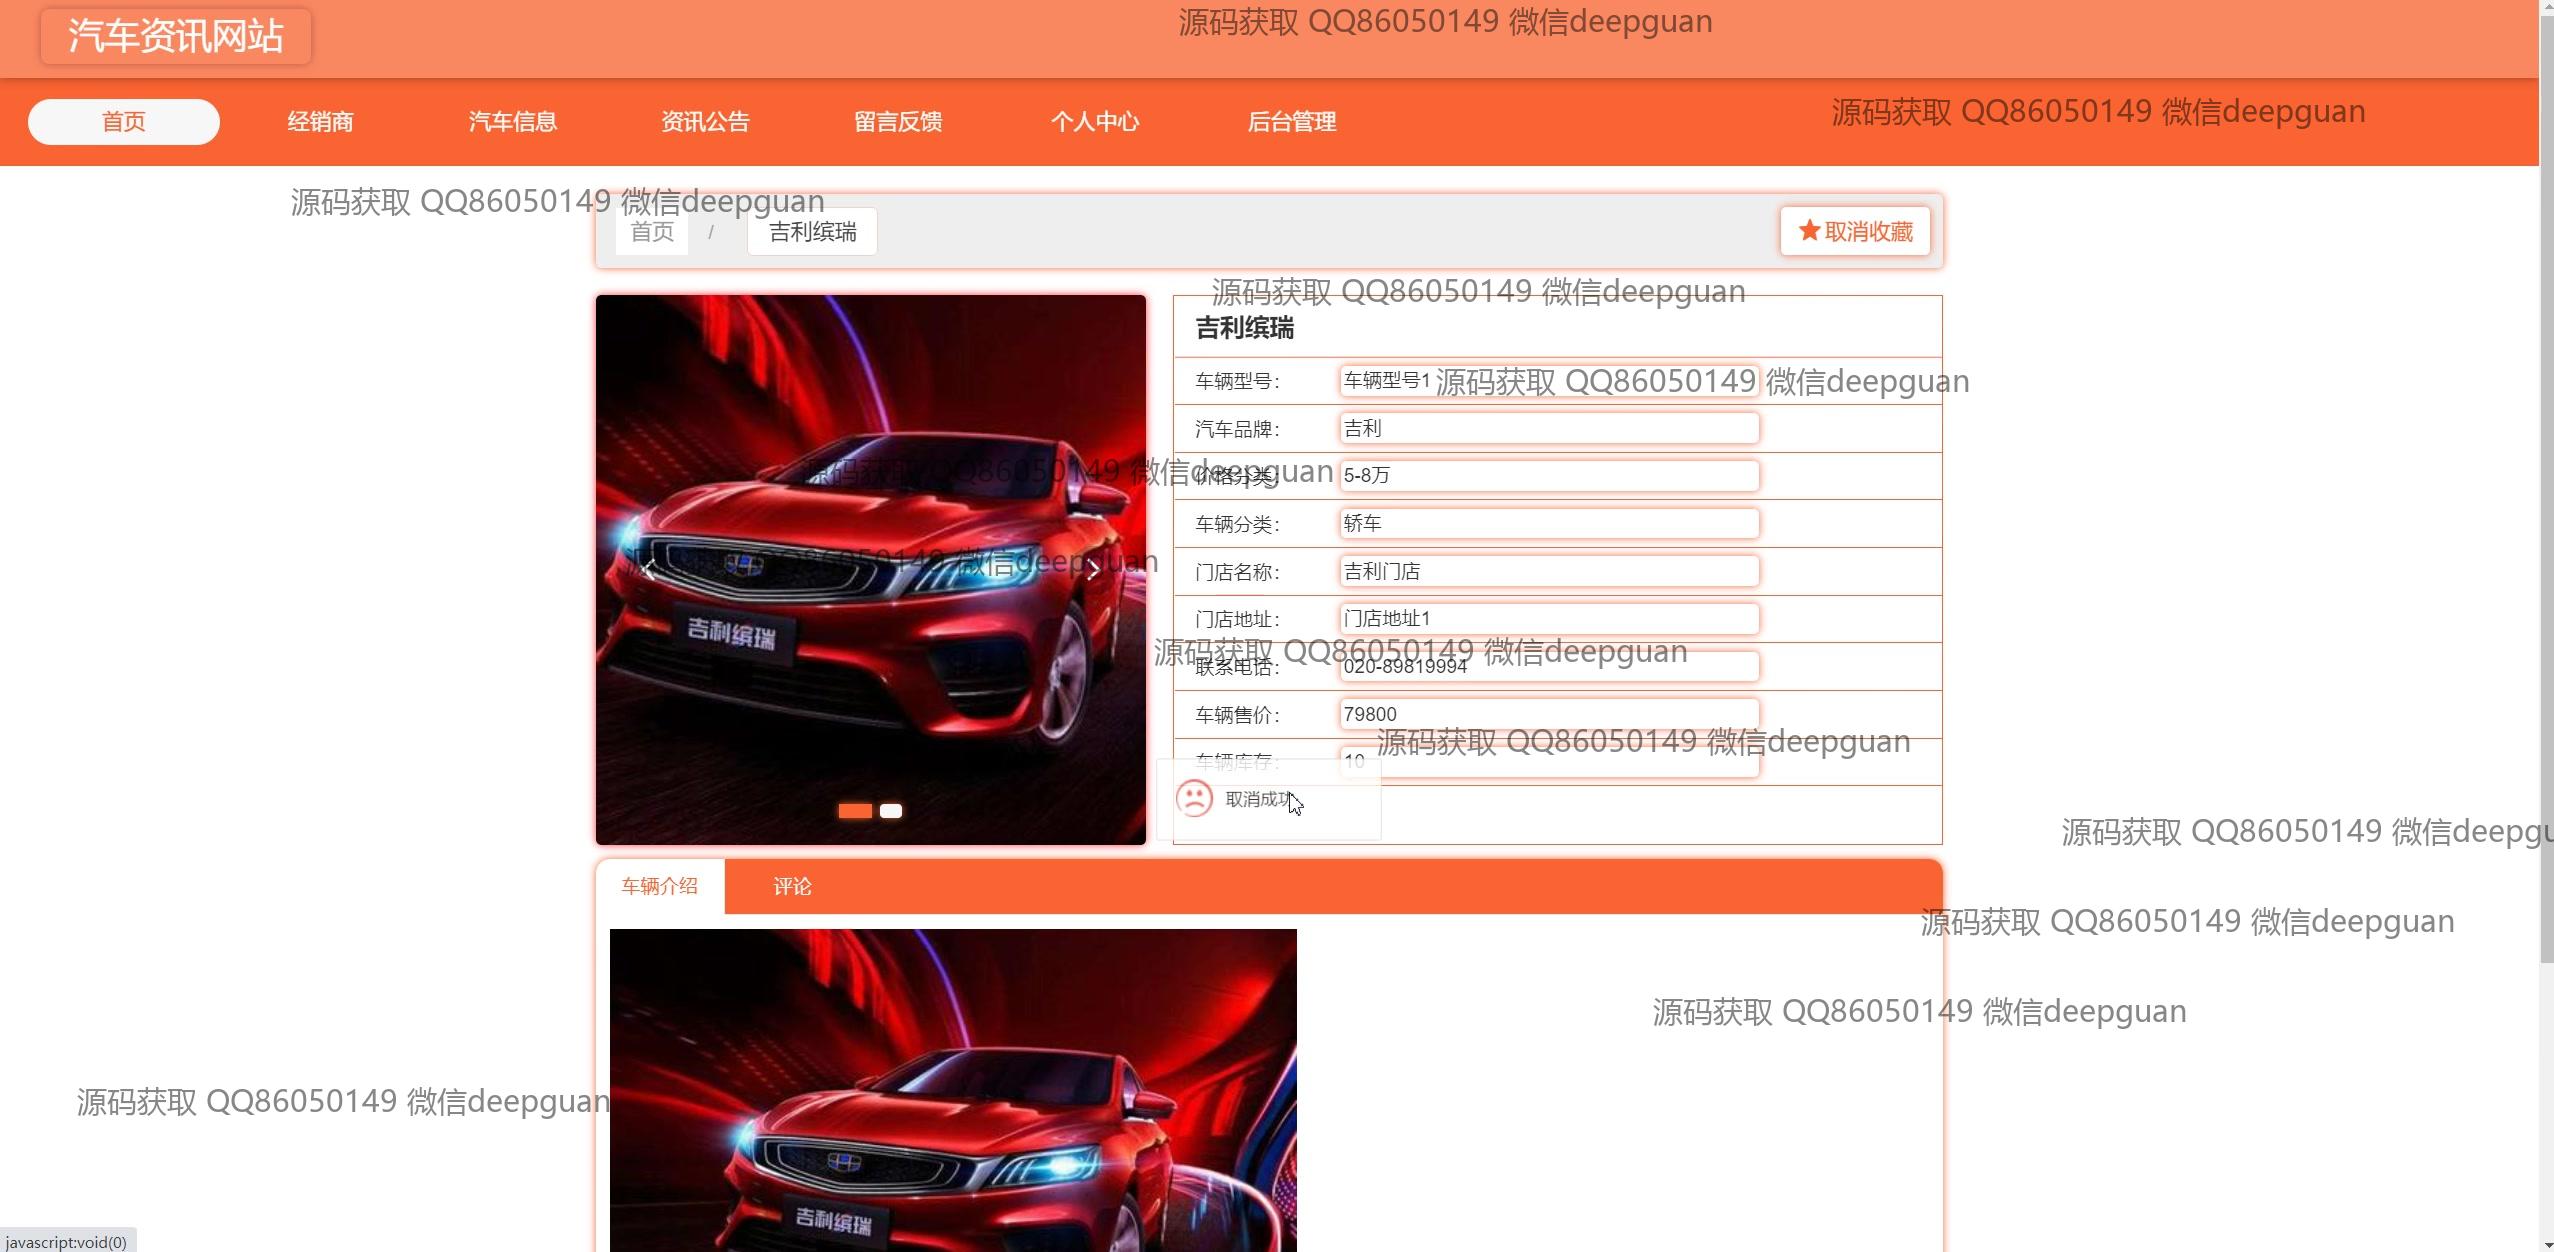 汽车资讯网站
源码获取 QQ86050149 微信deepguan
首页 经销商 汽车信息 资讯公告 留言反馈 个人中心 后台管理
源码获取 QQ86050149 微信deepguan
源码获取 QQ86050149 微信deepguan
首页 / 吉利缤瑞
取消收藏
源码获取 QQ86050149 微信deepguan
吉利缤瑞
车辆型号： 车辆型号1
源码获取 QQ86050149 微信deepguan
汽车品牌： 吉利
源码获取 QQ86050149 微信deepguan
价格分类： 5-8万
车辆分类： 轿车
源码获取 QQ86050149 微信deepguan
门店名称： 吉利门店
门店地址： 门店地址1
吉利缤瑞
源码获取 QQ86050149 微信deepguan
联系电话： 020-89819994
车辆售价： 79800
源码获取 QQ86050149 微信deepguan
车辆库存： 10
取消成功
源码获取 QQ86050149 微信deepgu
车辆介绍 评论
源码获取 QQ86050149 微信deepguan
源码获取 QQ86050149 微信deepguan
源码获取 QQ86050149 微信deepguan
吉利缤瑞
javascript:void(0)